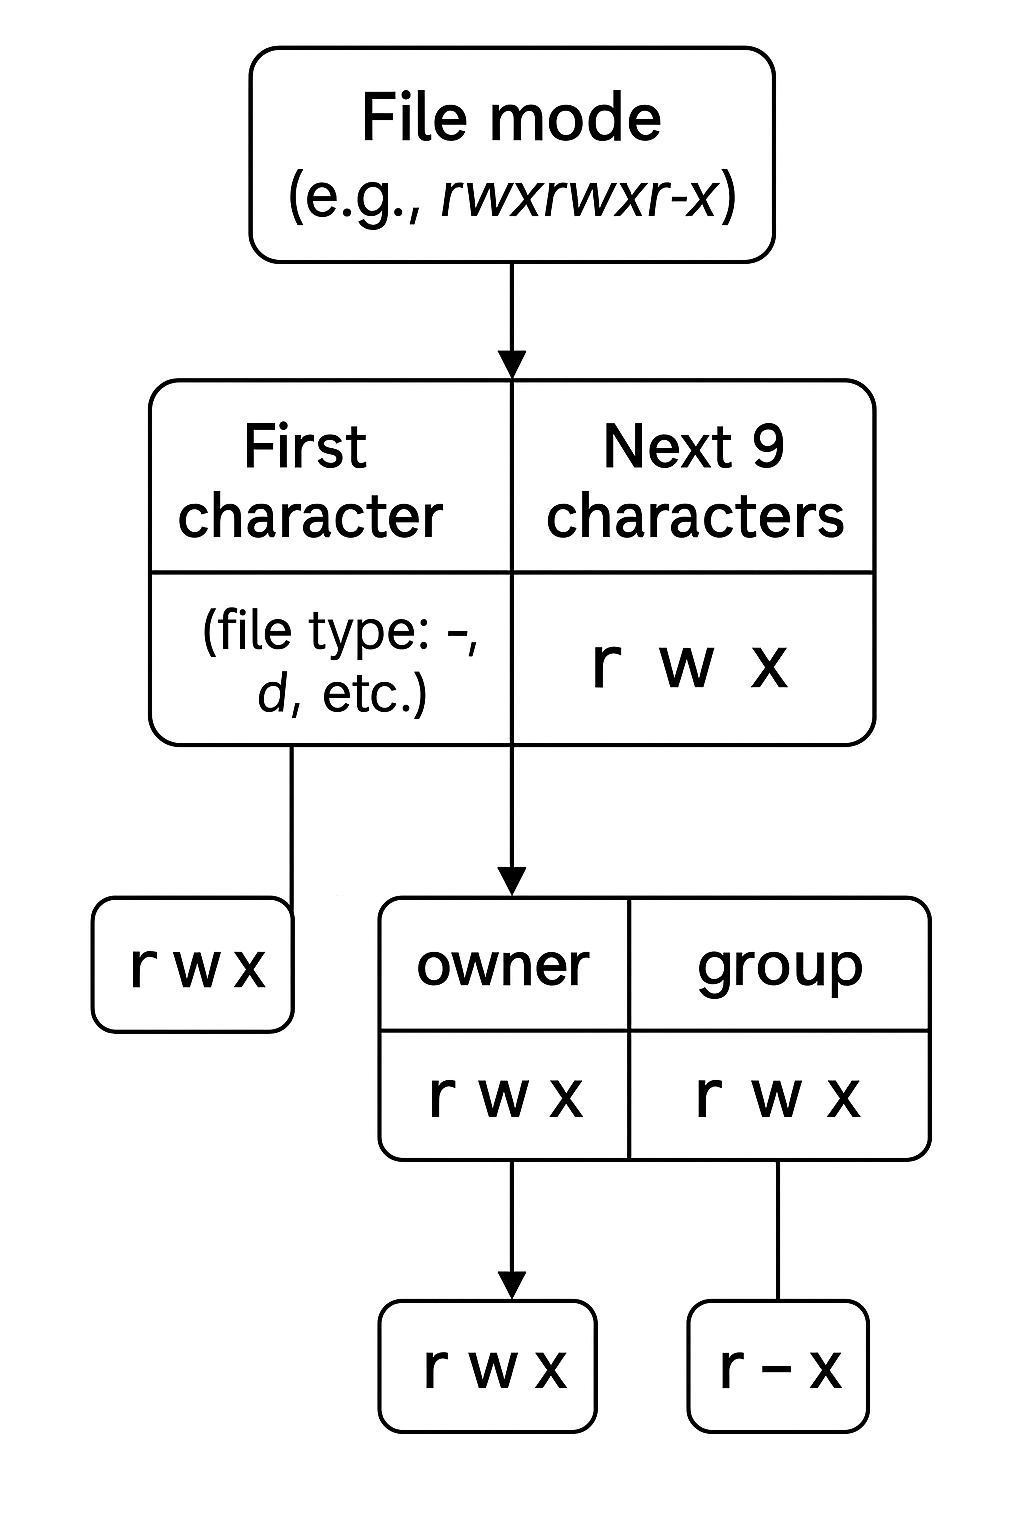 File mode
(e.g., rwxrwxr-x)
First
character
Next 9
characters
(file type: -,
d, etc.)
r w x
r w x
owner
group
r w x
r w x
r w x
r – x